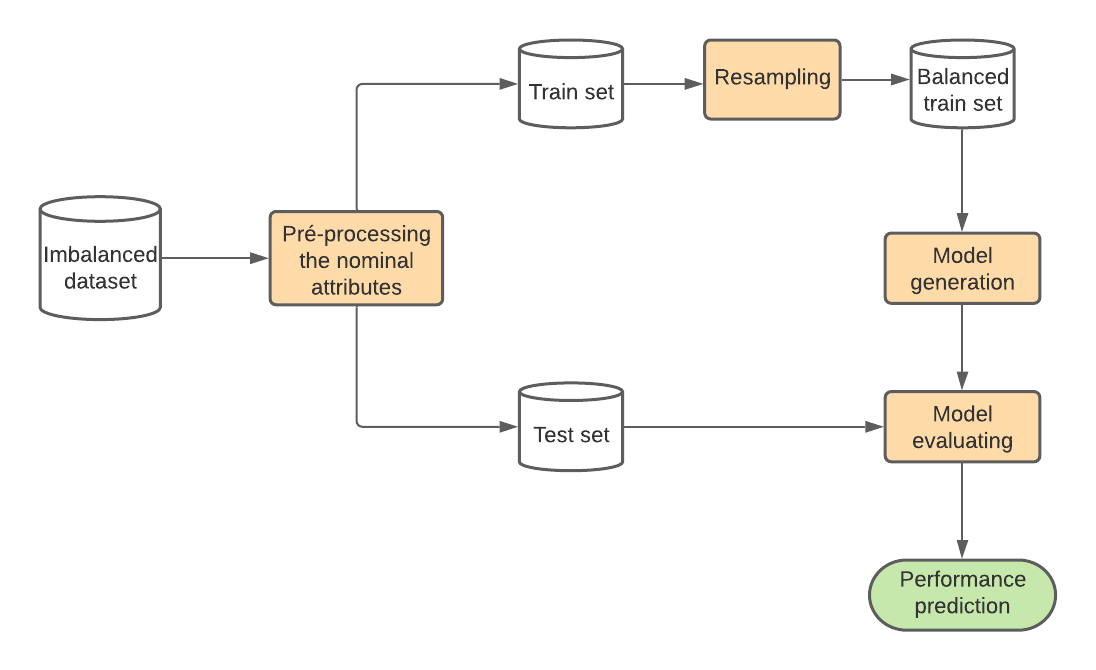 Imbalanced
dataset
Pré-processing
the nominal
attributes
Train set
Resampling
Balanced
train set
Model
generation
Test set
Model
evaluating
Performance
prediction